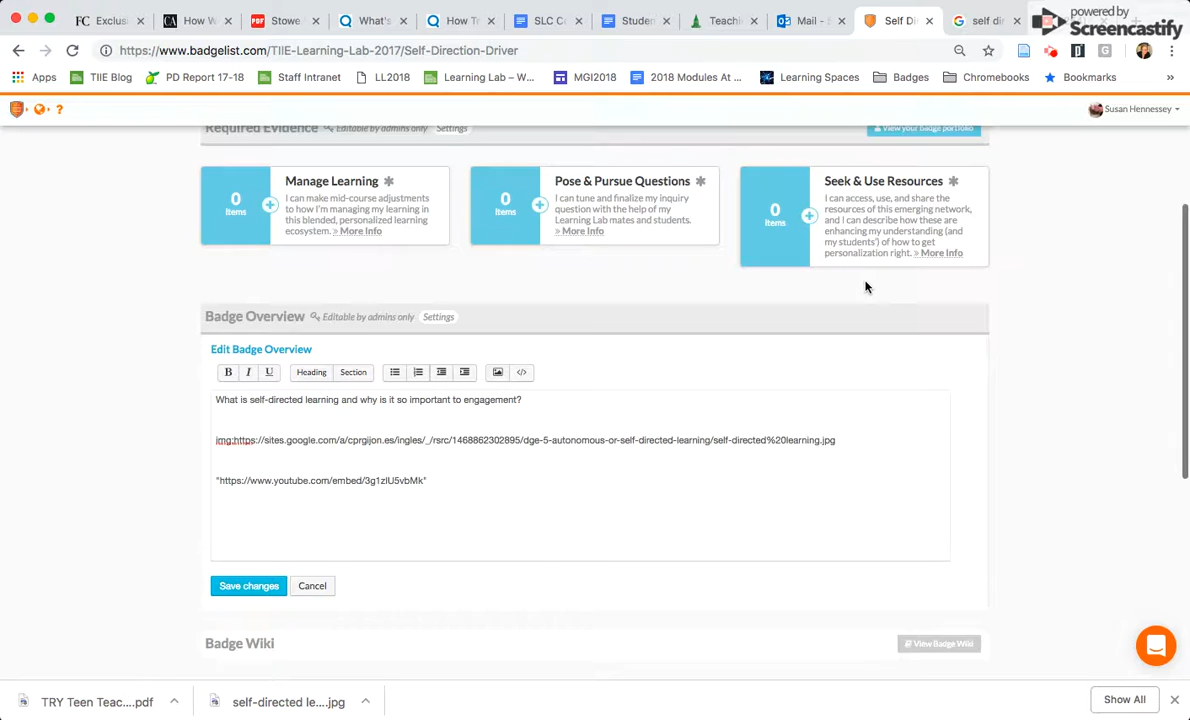 FC Exclusi
CA How W
PDF Stowe
What's
How Tr
SLC C
Studen
Teachi
Mail - S
Self Di
self dir
powered by
Screencastify
https://www.badgelist.com/TIIE-Learning-Lab-2017/Self-Direction-Driver
Apps TIIE Blog PD Report 17-18 Staff Intranet LL2018 Learning Lab – W... MGI2018 2018 Modules At ... Learning Spaces Badges Chromebooks Bookmarks »
? Susan Hennessey
Required Evidence Editable by admins only Settings View your Badge portfolio
0
Items
Manage Learning *
I can make mid-course adjustments
to how I'm managing my learning in
this blended, personalized learning
ecosystem. » More Info
0
Items
Pose & Pursue Questions *
I can tune and finalize my inquiry
question with the help of my
Learning Lab mates and students.
» More Info
0
Items
Seek & Use Resources *
I can access, use, and share the
resources of this emerging network,
and I can describe how these are
enhancing my understanding (and
my students') of how to get
personalization right. » More Info
Badge Overview Editable by admins only Settings
Edit Badge Overview
B I U Heading Section </>
What is self-directed learning and why is it so important to engagement?
img:https://sites.google.com/a/cprgijon.es/ingles/_/rsrc/1468862302895/dge-5-autonomous-or-self-directed-learning/self-directed%20learning.jpg
"https://www.youtube.com/embed/3g1zIU5vbMk"
Save changes Cancel
Badge Wiki View Badge Wiki
TRY Teen Teac....pdf self-directed le....jpg Show All